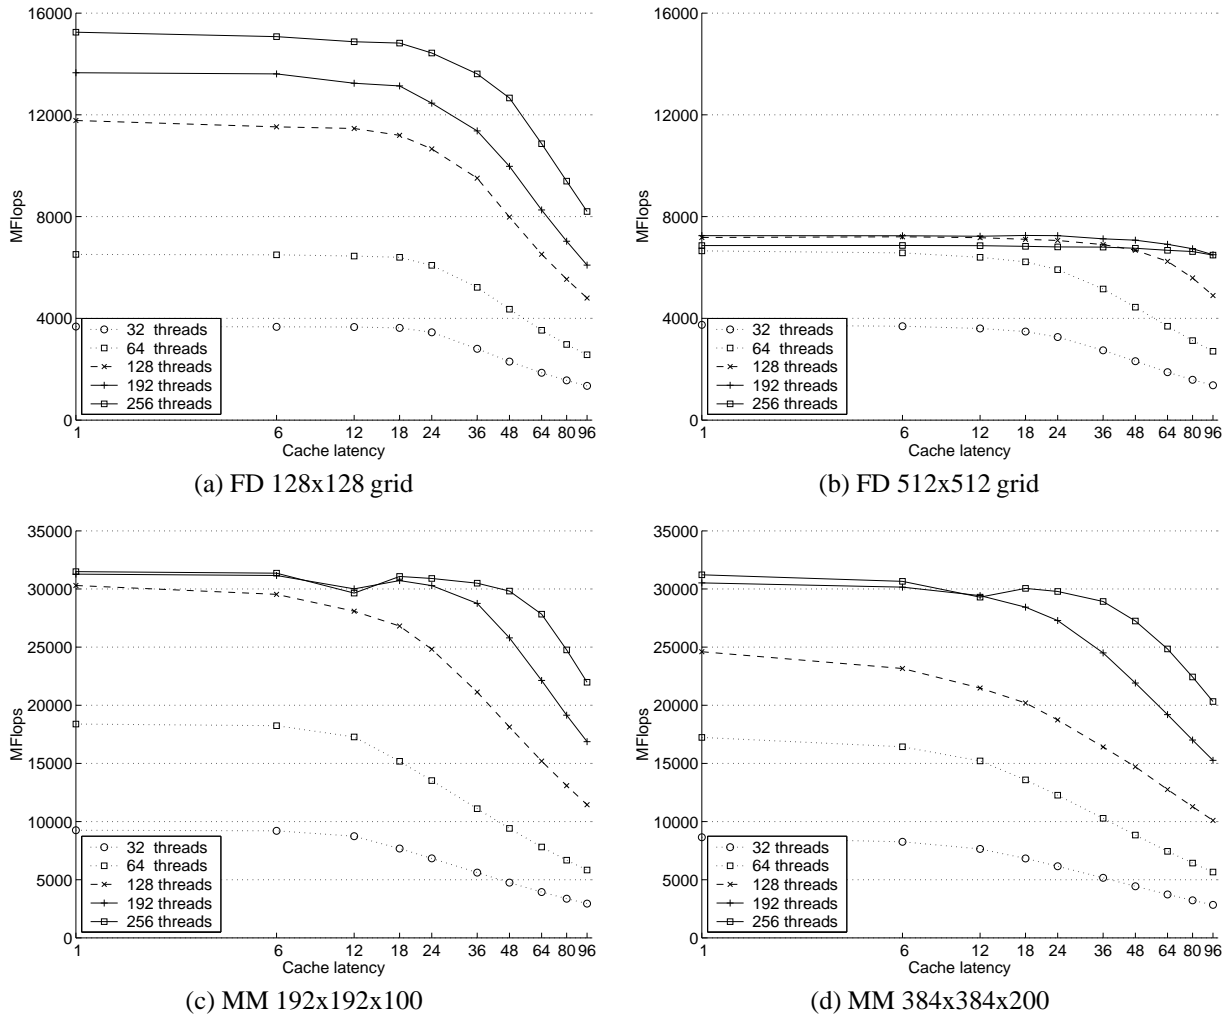 16000
12000
8000
4000
0
MFlops
32 threads
64 threads
128 threads
192 threads
256 threads
1 6 12 18 24 36 48 64 80 96
Cache latency
(a) FD 128x128 grid
16000
12000
8000
4000
0
MFlops
32 threads
64 threads
128 threads
192 threads
256 threads
1 6 12 18 24 36 48 64 80 96
Cache latency
(b) FD 512x512 grid
35000
30000
25000
20000
15000
10000
5000
0
MFlops
32 threads
64 threads
128 threads
192 threads
256 threads
1 6 12 18 24 36 48 64 80 96
Cache latency
(c) MM 192x192x100
35000
30000
25000
20000
15000
10000
5000
0
MFlops
32 threads
64 threads
128 threads
192 threads
256 threads
1 6 12 18 24 36 48 64 80 96
Cache latency
(d) MM 384x384x200